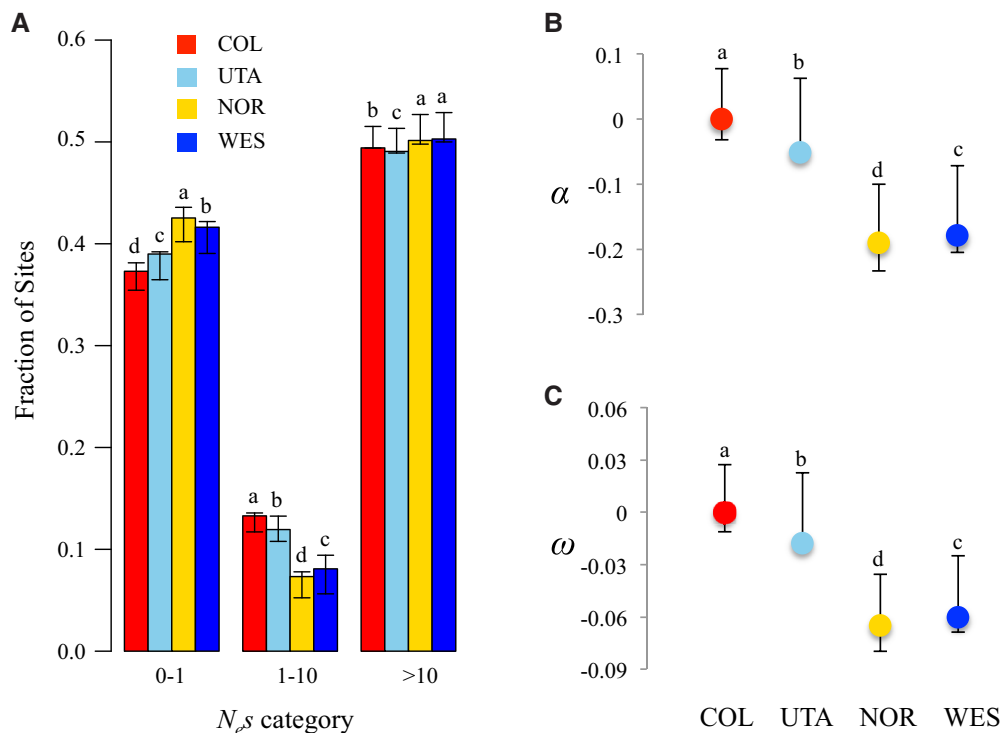 A
0.6
0.5
0.4
0.3
0.2
0.1
0.0
Fraction of Sites
COL
UTA
NOR
WES
d
c
a
b
a
b
d
c
b
c
a
a
0-1
1-10
>10
Nes category
B
0.1
0
-0.1
-0.2
-0.3
α
a
b
d
c
C
0.06
0.03
0
-0.03
-0.06
-0.09
ω
a
b
d
c
COL UTA NOR WES